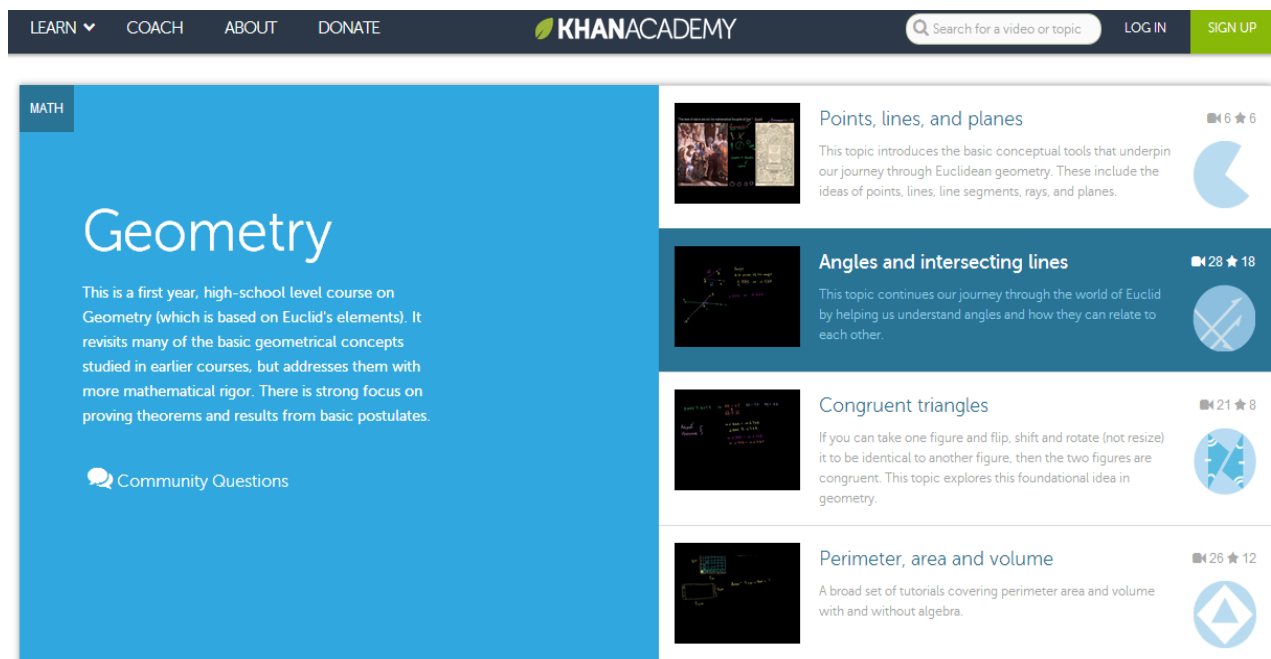 LEARN COACH ABOUT DONATE KHANACADEMY Search for a video or topic LOG IN SIGN UP
MATH
Geometry
This is a first year, high-school level course on
Geometry (which is based on Euclid's elements). It
revisits many of the basic geometrical concepts
studied in earlier courses, but addresses them with
more mathematical rigor. There is strong focus on
proving theorems and results from basic postulates.
Community Questions
Points, lines, and planes 6 6
This topic introduces the basic conceptual tools that underpin
our journey through Euclidean geometry. These include the
ideas of points, lines, line segments, rays, and planes.
Angles and intersecting lines 28 18
This topic continues our journey through the world of Euclid
by helping us understand angles and how they can relate to
each other.
Congruent triangles 21 8
If you can take one figure and flip, shift and rotate (not resize)
it to be identical to another figure, then the two figures are
congruent. This topic explores this foundational idea in
geometry.
Perimeter, area and volume 26 12
A broad set of tutorials covering perimeter area and volume
with and without algebra.